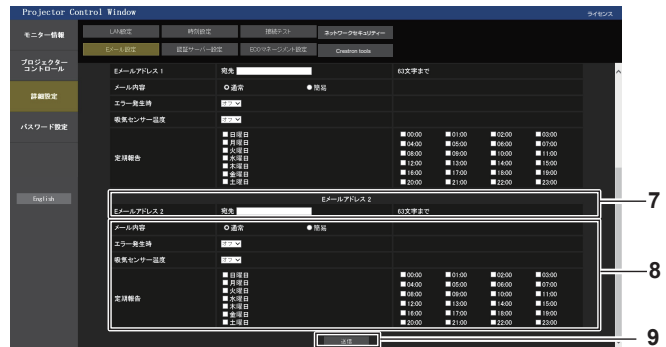 Projector Control Window
ライセンス
モニター情報
プロジェクター
コントロール
詳細設定
パスワード設定
English
LAN設定 時刻設定 接続テスト ネットワークセキュリティー
Eメール設定 認証サーバー設定 ECOマネージメント設定 Crestron tools
Eメールアドレス 1 宛先 63文字まで
メール内容 通常 簡易
エラー発生時 オフ
吸気センサー温度 オフ
定期報告
日曜日
月曜日
火曜日
水曜日
木曜日
金曜日
土曜日
00:00 01:00 02:00 03:00
04:00 05:00 06:00 07:00
08:00 09:00 10:00 11:00
12:00 13:00 14:00 15:00
16:00 17:00 18:00 19:00
20:00 21:00 22:00 23:00
Eメールアドレス 2
Eメールアドレス 2 宛先 63文字まで
7
メール内容 通常 簡易
エラー発生時 オフ
吸気センサー温度 オフ
定期報告
日曜日
月曜日
火曜日
水曜日
木曜日
金曜日
土曜日
00:00 01:00 02:00 03:00
04:00 05:00 06:00 07:00
08:00 09:00 10:00 11:00
12:00 13:00 14:00 15:00
16:00 17:00 18:00 19:00
20:00 21:00 22:00 23:00
8
送信
9